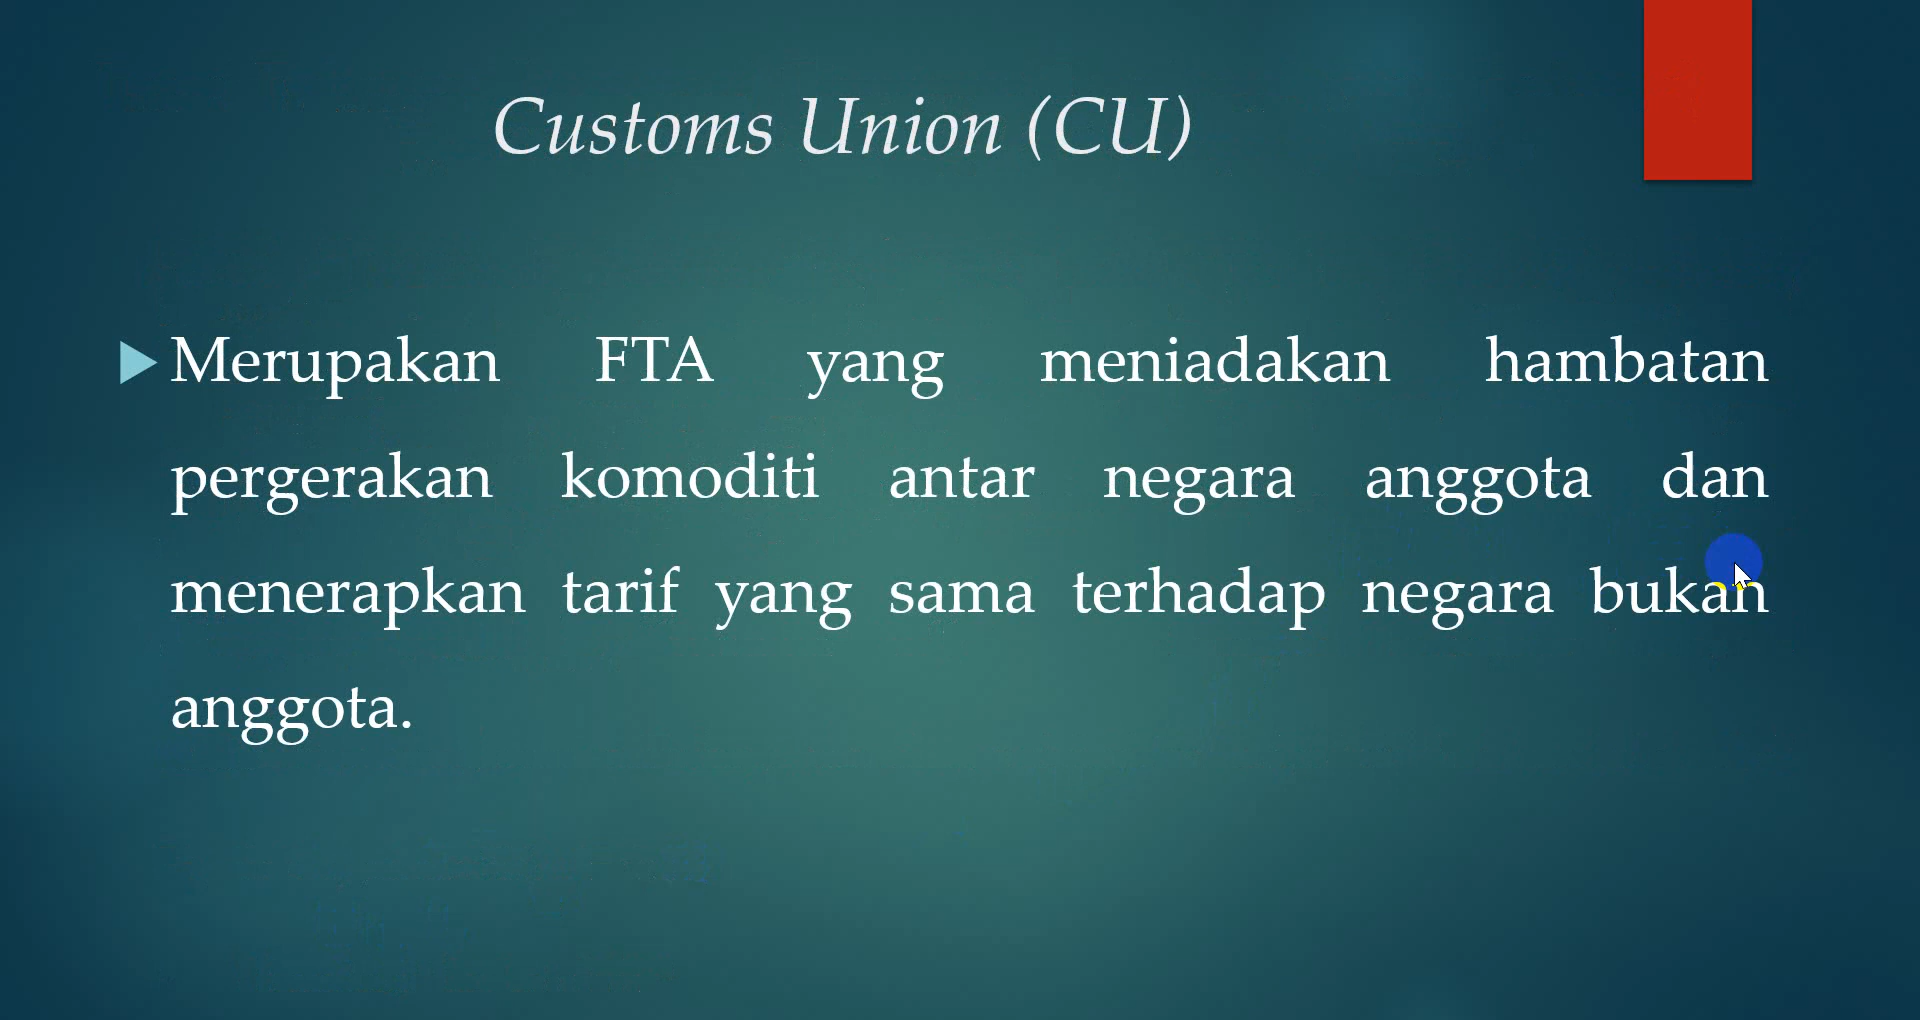 Customs Union (CU)
Merupakan FTA yang meniadakan hambatan
pergerakan komoditi antar negara anggota dan
menerapkan tarif yang sama terhadap negara bukan
anggota.